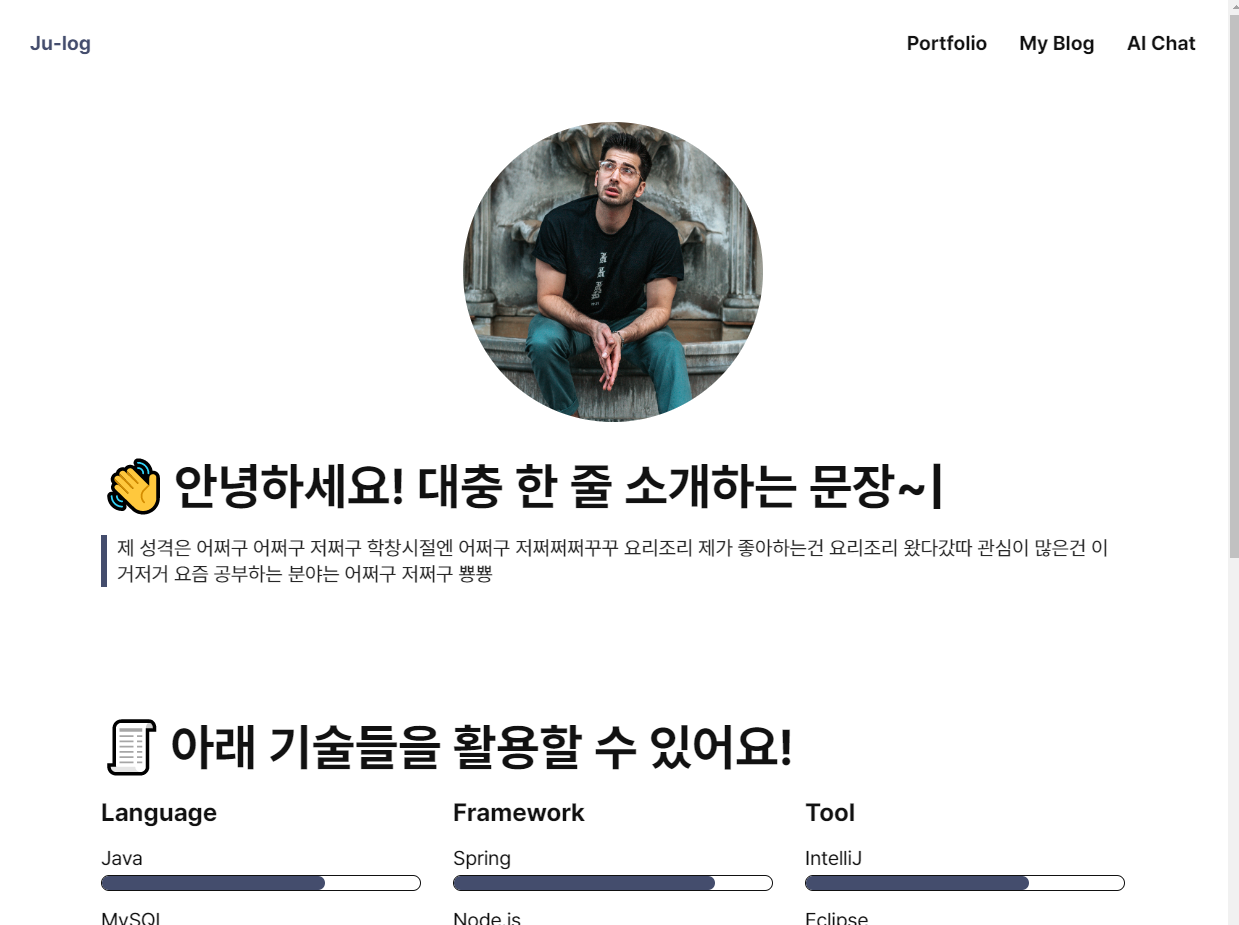 Ju-log
Portfolio My Blog AI Chat
안녕하세요! 대충 한 줄 소개하는 문장~|
제 성격은 어쩌구 어쩌구 저쩌구 학창시절엔 어쩌구 저쩌쩌쩌꾸꾸 요리조리 제가 좋아하는건 요리조리 왔다갔따 관심이 많은건 이
거저거 요즘 공부하는 분야는 어쩌구 저쩌구 뿅뿅
아래 기술들을 활용할 수 있어요!
Language Framework Tool
Java Spring IntelliJ
MySQL Node.js Eclipse